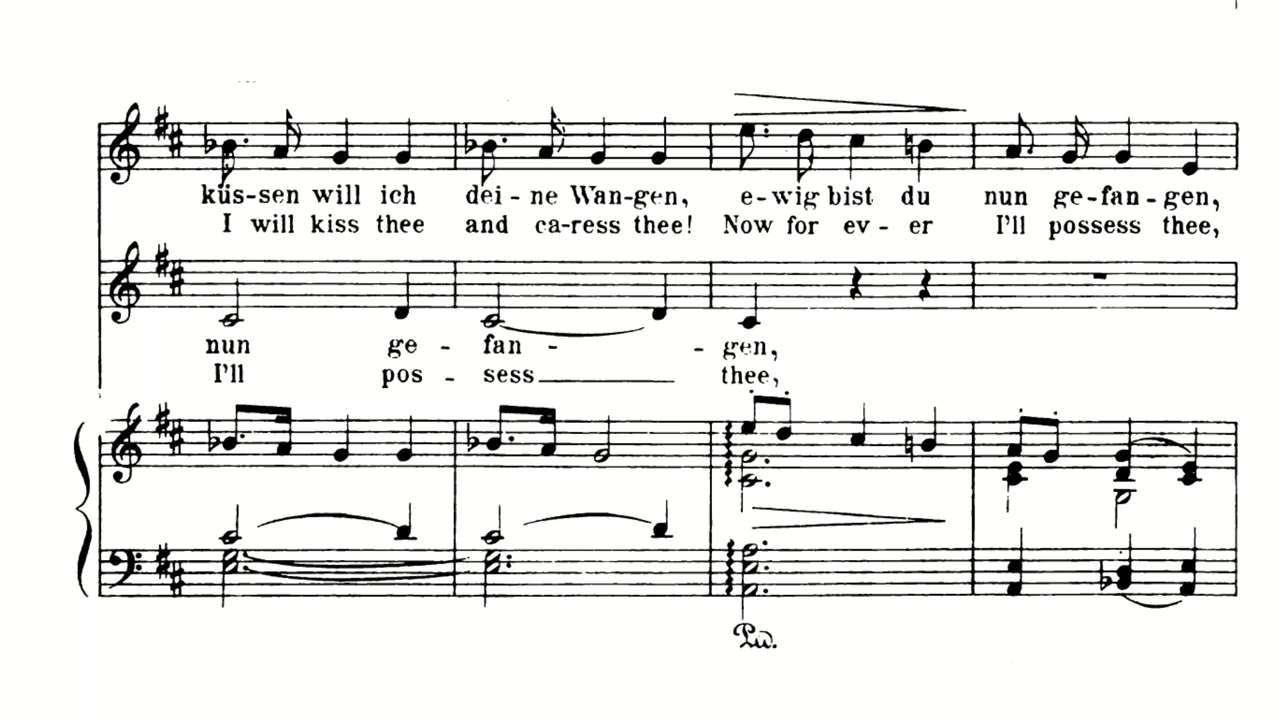 küs-sen will ich dei - ne Wan-gen, e-wig bist du nun ge-fan-gen,
I will kiss thee and ca-ress thee! Now for ev - er I'll possess thee,
nun ge - fan - - gen,
I'll pos - sess thee,
Ped.